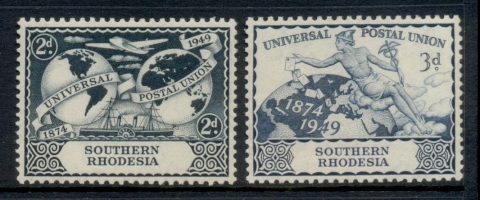 2d.
1949
UNIVERSAL
POSTAL UNION
1874
2d.
SOUTHERN
RHODESIA
UNIVERSAL POSTAL UNION
3d.
1874
1949
SOUTHERN
RHODESIA